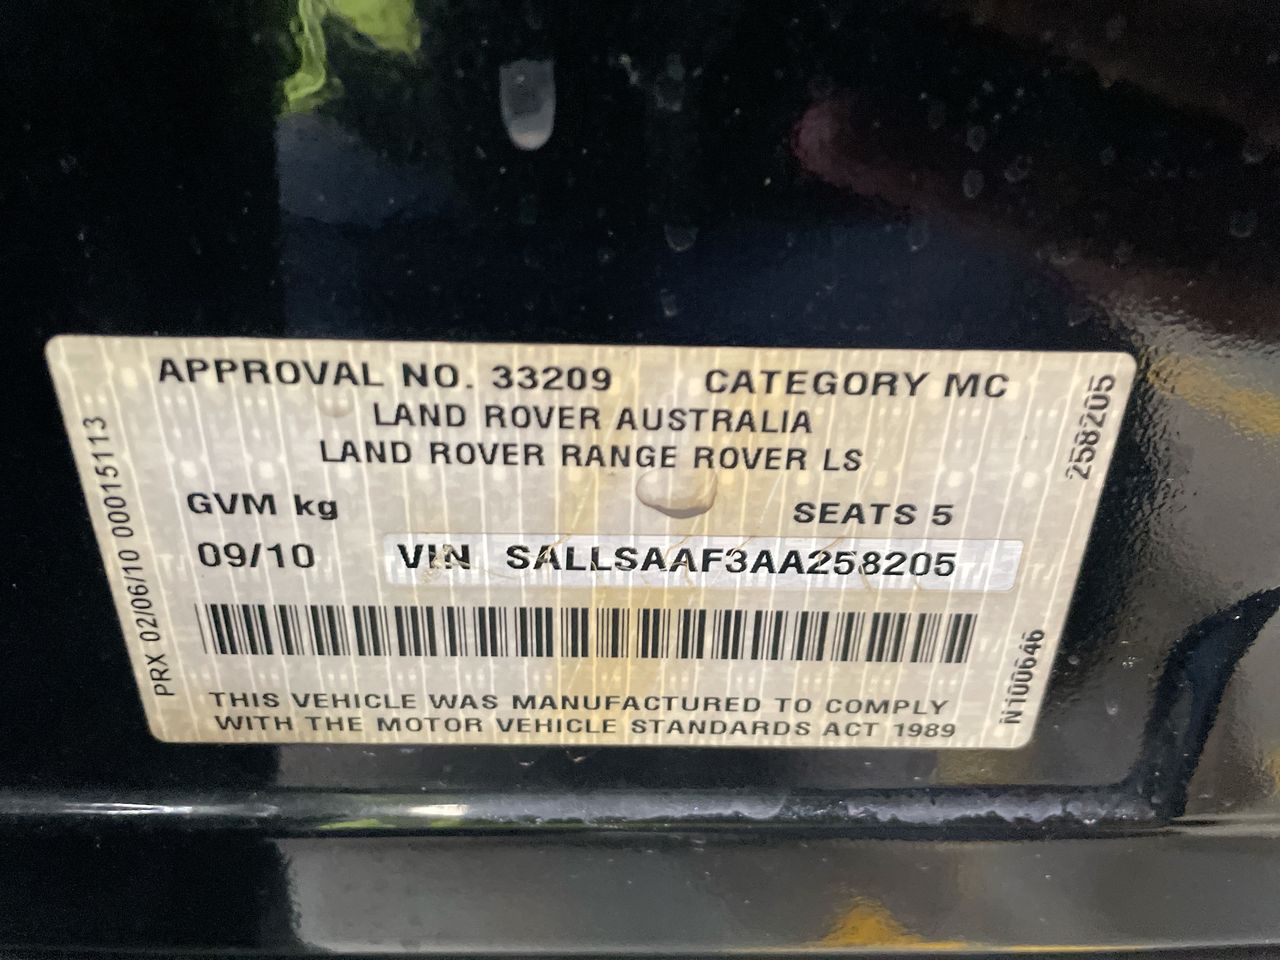 APPROVAL NO. 33209 CATEGORY MC
LAND ROVER AUSTRALIA
LAND ROVER RANGE ROVER LS
GVM kg SEATS 5
09/10 VIN SALLSAAF3AA258205
THIS VEHICLE WAS MANUFACTURED TO COMPLY
WITH THE MOTOR VEHICLE STANDARDS ACT 1989
PRX 02/06/10 00015113
258205
N100646